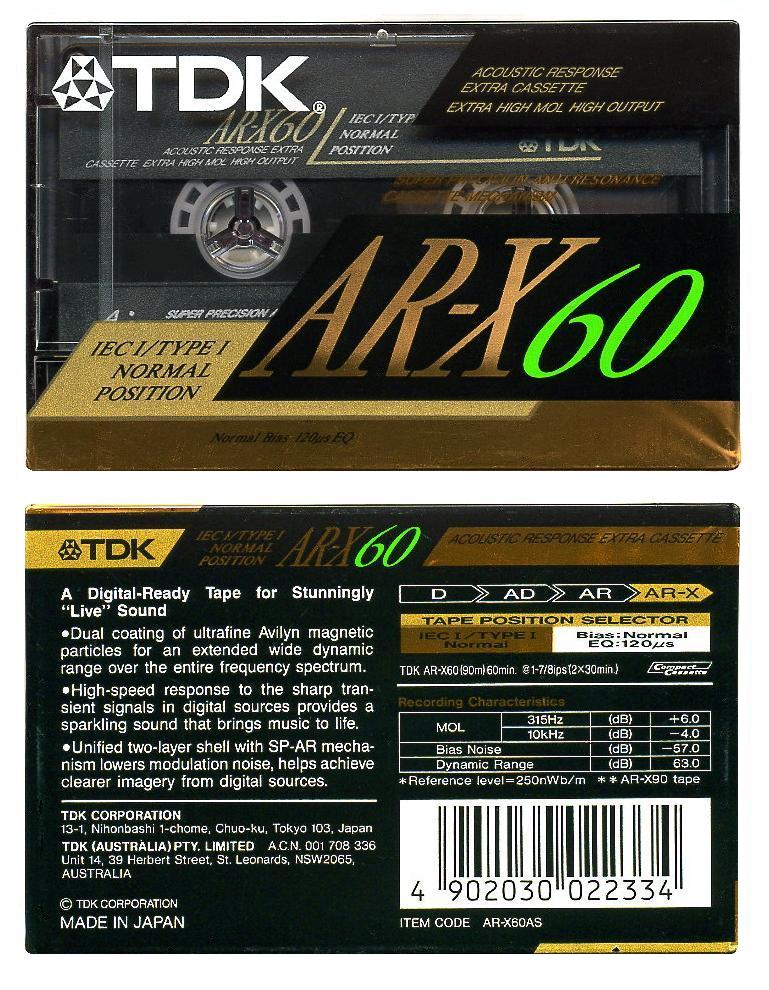 TDK®
ACOUSTIC RESPONSE
EXTRA CASSETTE
EXTRA HIGH MOL HIGH OUTPUT
AR-X60
IEC I/TYP
NORMAL
POSITION
ACOUSTIC RESPONSE EXTRA
CASSETTE EXTRA HIGH MOL HIGH OUTPUT
TDK
SUPER PRECISION ANTI-RESONANCE
CASSETTE MECHANISM
A
SUPER PRECISION A
AR-X60
IEC I/TYPE I
NORMAL
POSITION
Normal Bias 120μs EQ
TDK
IEC I/TYPE I
NORMAL
POSITION
AR-X60
ACOUSTIC RESPONSE EXTRA CASSETTE
A Digital-Ready Tape for Stunningly
“Live” Sound
•Dual coating of ultrafine Avilyn magnetic
particles for an extended wide dynamic
range over the entire frequency spectrum.
•High-speed response to the sharp tran-
sient signals in digital sources provides a
sparkling sound that brings music to life.
•Unified two-layer shell with SP-AR mecha-
nism lowers modulation noise, helps achieve
clearer imagery from digital sources.
TDK CORPORATION
13-1, Nihonbashi 1-chome, Chuo-ku, Tokyo 103, Japan
TDK (AUSTRALIA) PTY. LIMITED A.C.N. 001 708 336
Unit 14, 39 Herbert Street, St. Leonards, NSW2065,
AUSTRALIA
© TDK CORPORATION
MADE IN JAPAN
D AD AR AR-X
TAPE POSITION SELECTOR
IEC I/TYPE I
Normal
Bias:Normal
EQ:120μs
TDK AR-X60(90m)60min. @1-7/8ips(2×30min.)
Compact Cassette
Recording Characteristics
MOL 315Hz (dB) +6.0
10kHz (dB) −4.0
Bias Noise (dB) −57.0
Dynamic Range (dB) 63.0
*Reference level=250nWb/m **AR-X90 tape
4 902030 022334
ITEM CODE AR-X60AS